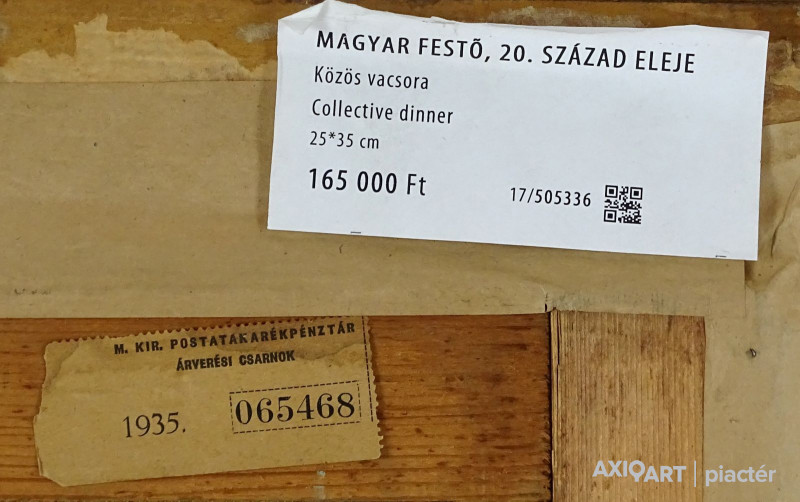 MAGYAR FESTÕ, 20. SZÁZAD ELEJE
Közös vacsora
Collective dinner
25*35 cm
165 000 Ft
17/505336
M. KIR. POSTATAKARÉKPÉNZTÁR
ÁRVERÉSI CSARNOK
1935.
065468
AXIOART | piactér